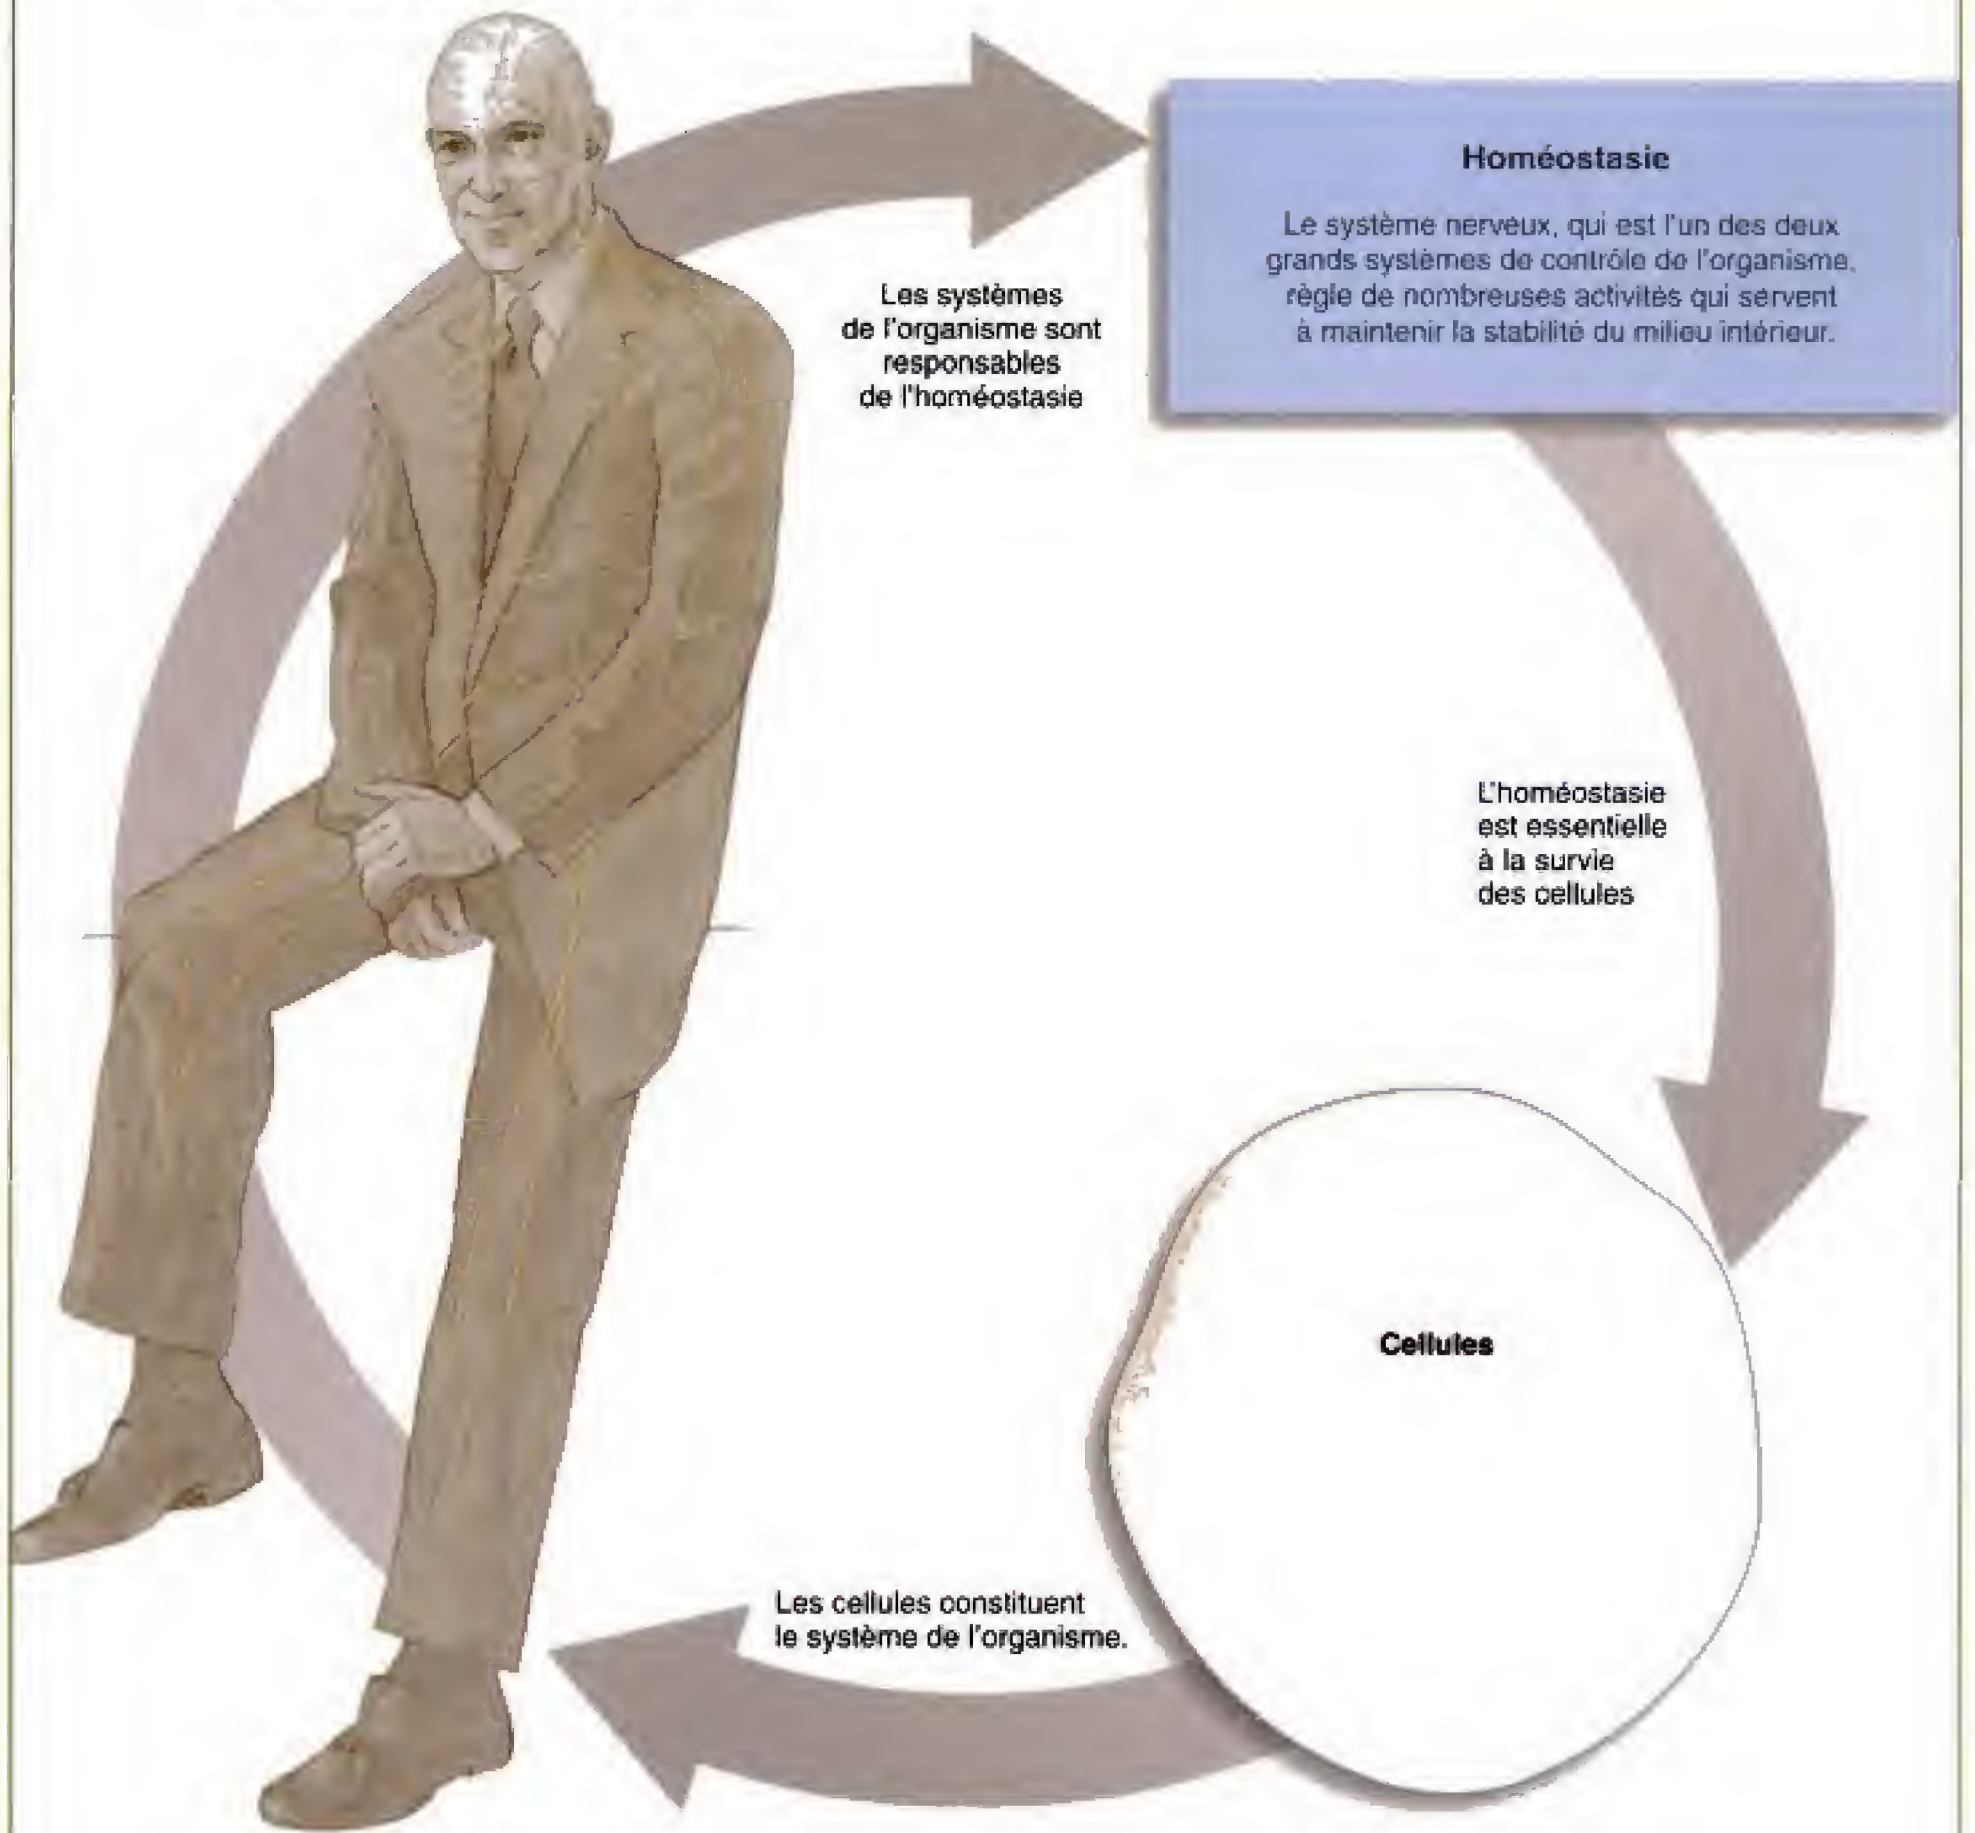 Homéostasie
Le système nerveux, qui est l'un des deux
grands systèmes de contrôle de l'organisme,
règle de nombreuses activités qui servent
à maintenir la stabilité du milieu intérieur.
Les systèmes
de l'organisme sont
responsables
de l'homéostasie
L'homéostasie
est essentielle
à la survie
des cellules
Cellules
Les cellules constituent
le système de l'organisme.